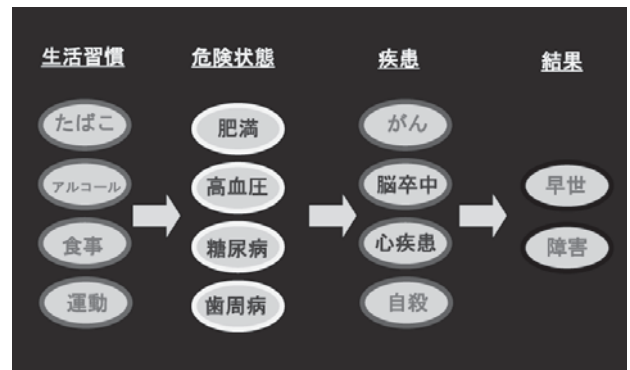 生活習慣
たばこ
アルコール
食事
運動
危険状態
肥満
高血圧
糖尿病
歯周病
疾患
がん
脳卒中
心疾患
自殺
結果
早世
障害